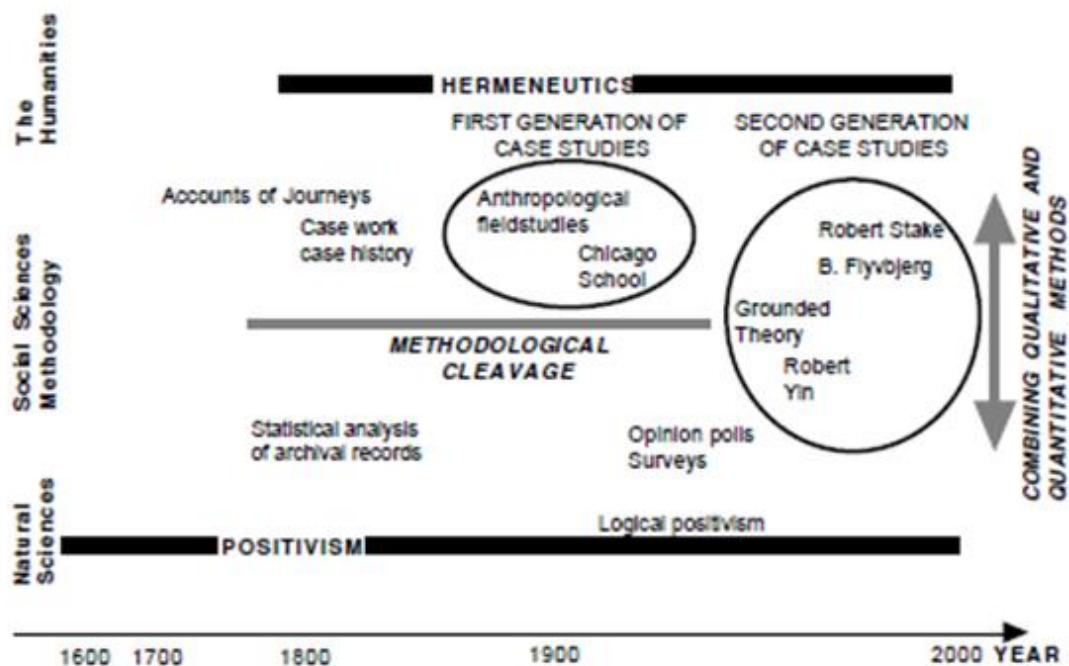 The
Humanities
HERMENEUTICS
FIRST GENERATION OF
CASE STUDIES
SECOND GENERATION
OF CASE STUDIES
Accounts of Journeys
Case work
case history
Anthropological
fieldstudies
Chicago
School
Robert Stake
B. Flyvbjerg
Grounded
Theory
Robert
Yin
COMBINING QUALITATIVE AND
QUANTITATIVE METHODS
Social Sciences
Methodology
METHODOLOGICAL
CLEAVAGE
Statistical analysis
of archival records
Opinion polls
Surveys
Natural
Sciences
Logical positivism
POSITIVISM
1600 1700 1800 1900 2000 YEAR